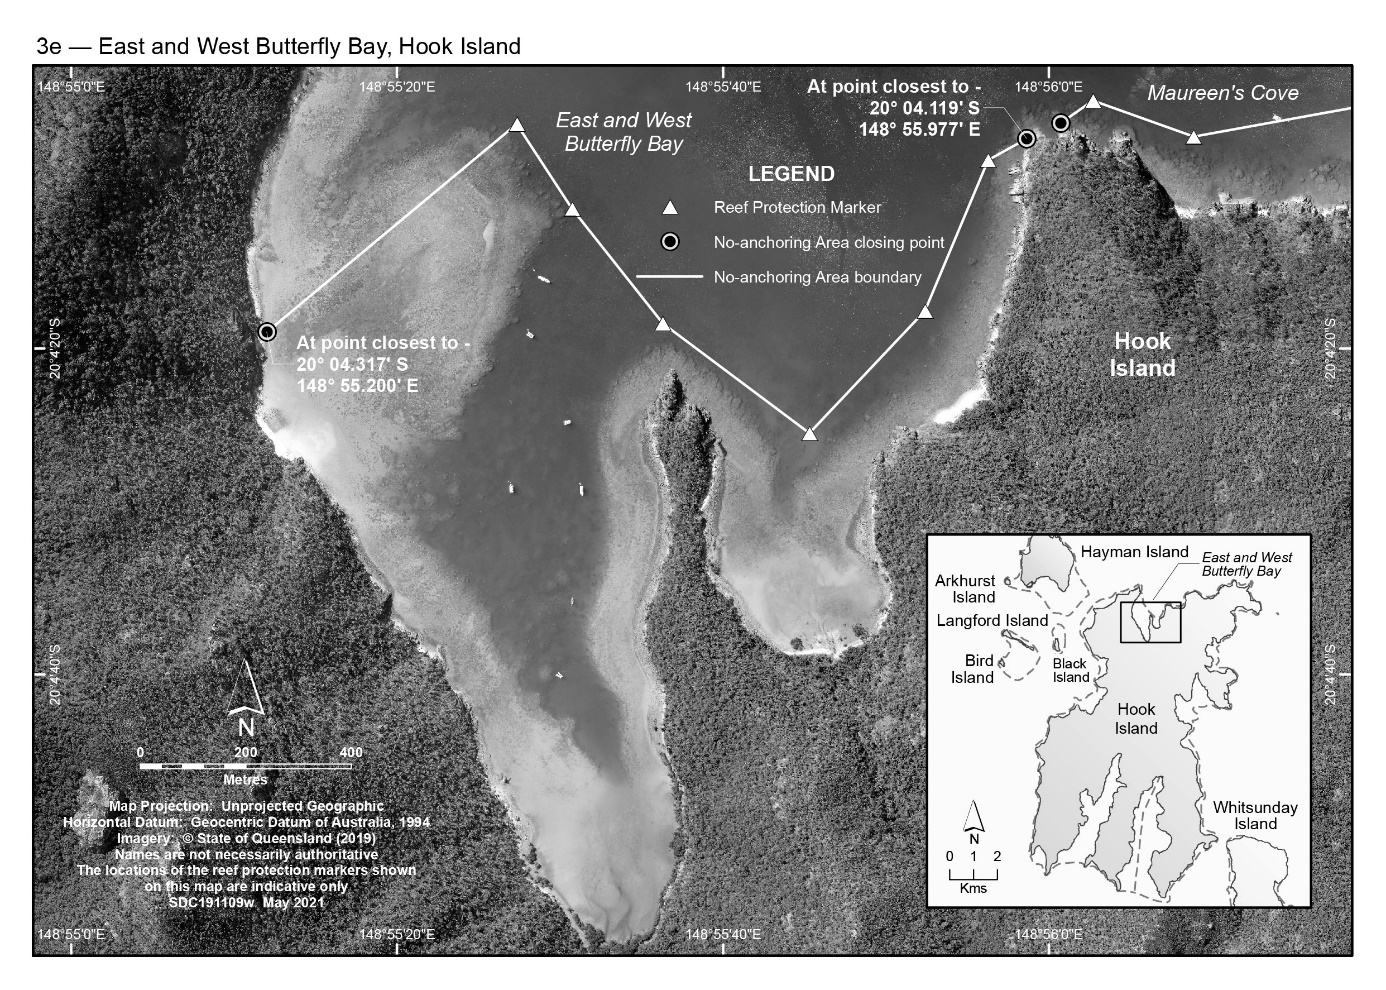 3e — East and West Butterfly Bay, Hook Island
148°55'0"E
148°55'20"E
148°55'40"E
148°56'0"E
At point closest to -
20° 04.119' S
148° 55.977' E
Maureen's Cove
East and West
Butterfly Bay
LEGEND
Reef Protection Marker
No-anchoring Area closing point
No-anchoring Area boundary
20°4'20"S
At point closest to -
20° 04.317' S
148° 55.200' E
Hook
Island
20°4'20"S
Hayman Island
East and West
Butterfly Bay
Arkhurst
Island
Langford Island
Bird
Island
Black
Island
Hook
Island
Whitsunday
Island
N
0 1 2
Kms
20°4'40"S
20°4'40"S
N
0 200 400
Metres
Map Projection: Unprojected Geographic
Horizontal Datum: Geocentric Datum of Australia, 1994
Imagery: © State of Queensland (2019)
Names are not necessarily authoritative
The locations of the reef protection markers shown
on this map are indicative only
SDC191109w May 2021
148°55'0"E
148°55'20"E
148°55'40"E
148°56'0"E